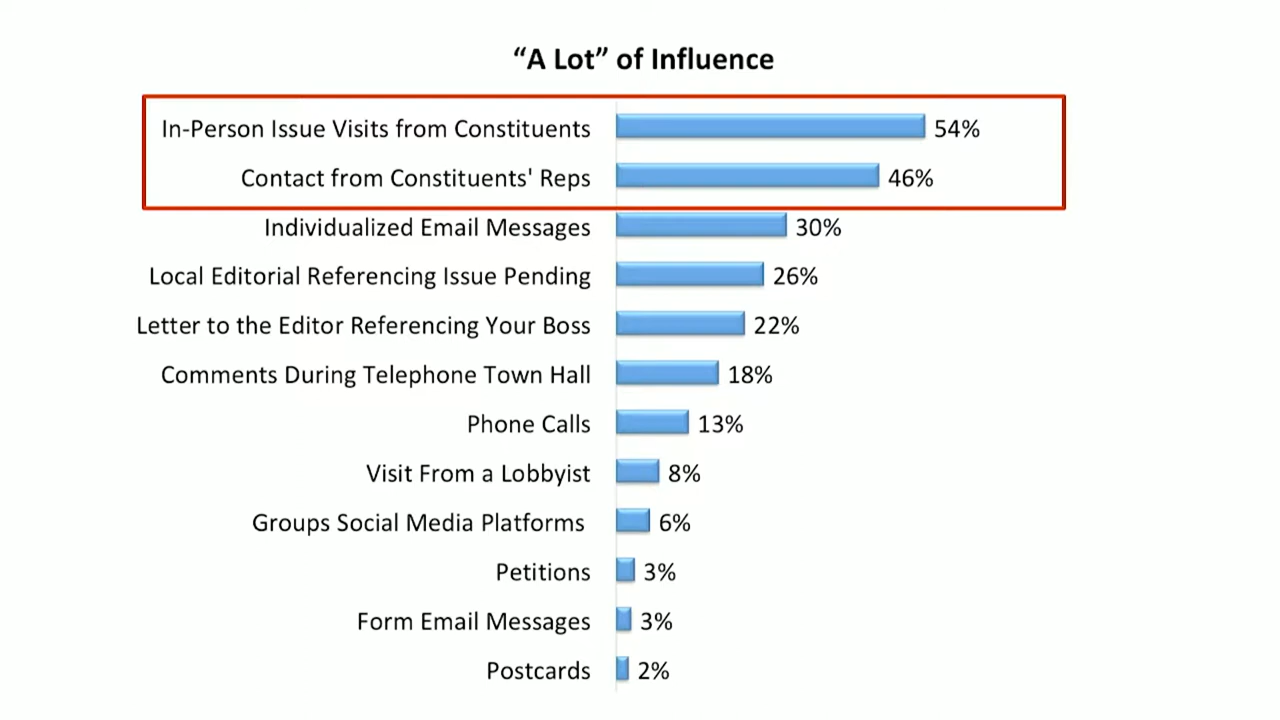 “A Lot” of Influence
In-Person Issue Visits from Constituents 54%
Contact from Constituents' Reps 46%
Individualized Email Messages 30%
Local Editorial Referencing Issue Pending 26%
Letter to the Editor Referencing Your Boss 22%
Comments During Telephone Town Hall 18%
Phone Calls 13%
Visit From a Lobbyist 8%
Groups Social Media Platforms 6%
Petitions 3%
Form Email Messages 3%
Postcards 2%